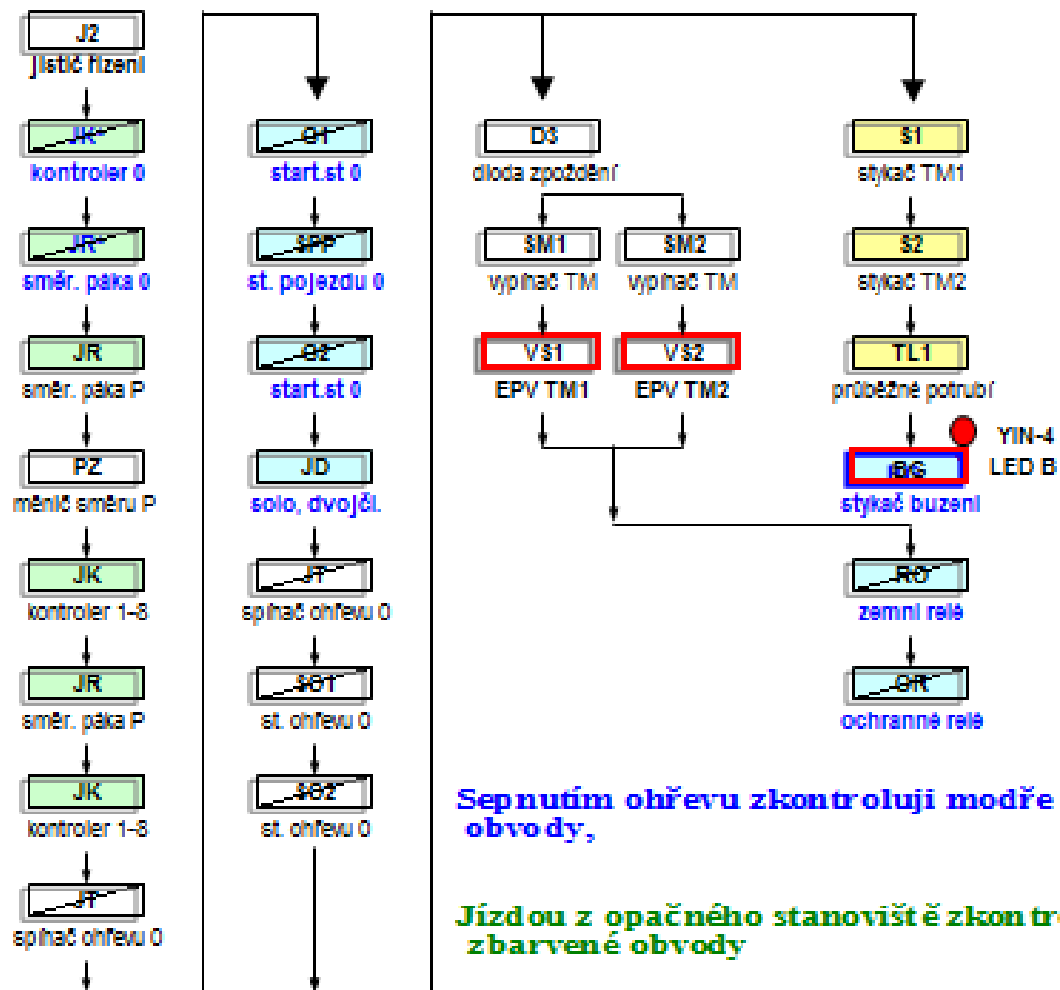 J2
jistič řízení
JK*
kontroler 0
JR*
směr. páka 0
JR
směr. páka P
PZ
měnič směru P
JK
kontroler 1-8
JR
směr. páka P
JK
kontroler 1-8
JT
spínač ohřevu 0
start.st 0
SPP
st. pojezdu 0
start.st 0
JD
solo, dvojčl.
JT
spínač ohřevu 0
SO1
st. ohřevu 0
SO2
st. ohřevu 0
D3
dioda zpoždění
SM1
vypínač TM
SM2
vypínač TM
VS1
EPV TM1
VS2
EPV TM2
S1
stykač TM1
S2
stykač TM2
TL1
průběžné potrubí
YIN-4
LED B
stykač buzení
RO
zemní relé
OR
ochranné relé
Sepnutím ohřevu zkontroluji modře
obvody,
Jízdou z opačného stanoviště zkontr
zbarvené obvody